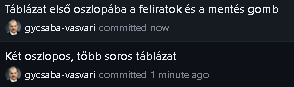 Táblázat első oszlopába a feliratok és a mentés gomb
gycsaba-vasvari committed now
Két oszlopos, több soros táblázat
gycsaba-vasvari committed 1 minute ago